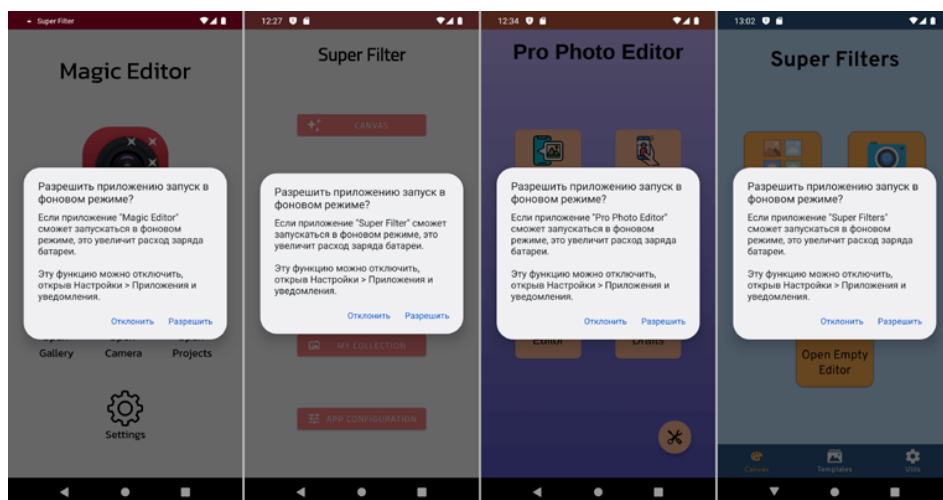 Super Filter
Magic Editor
Разрешить приложению запуск в
фоновом режиме?
Если приложение "Magic Editor"
сможет запускаться в фоновом
режиме, это увеличит расход заряда
батареи.
Эту функцию можно отключить,
открыв Настройки > Приложения и
уведомления.
Отклонить Разрешить
Gallery Camera Projects
Settings
12:27
Super Filter
CANVAS
Разрешить приложению запуск в
фоновом режиме?
Если приложение "Super Filter" сможет
запускаться в фоновом режиме, это
увеличит расход заряда батареи.
Эту функцию можно отключить,
открыв Настройки > Приложения и
уведомления.
Отклонить Разрешить
MY COLLECTION
APP CONFIGURATION
12:34
Pro Photo Editor
Разрешить приложению запуск в
фоновом режиме?
Если приложение "Pro Photo Editor"
сможет запускаться в фоновом
режиме, это увеличит расход заряда
батареи.
Эту функцию можно отключить,
открыв Настройки > Приложения и
уведомления.
Отклонить Разрешить
Editor Drafts
13:02
Super Filters
Разрешить приложению запуск в
фоновом режиме?
Если приложение "Super Filters"
сможет запускаться в фоновом
режиме, это увеличит расход заряда
батареи.
Эту функцию можно отключить,
открыв Настройки > Приложения и
уведомления.
Отклонить Разрешить
Open Empty
Editor
Canvas Templates Utils